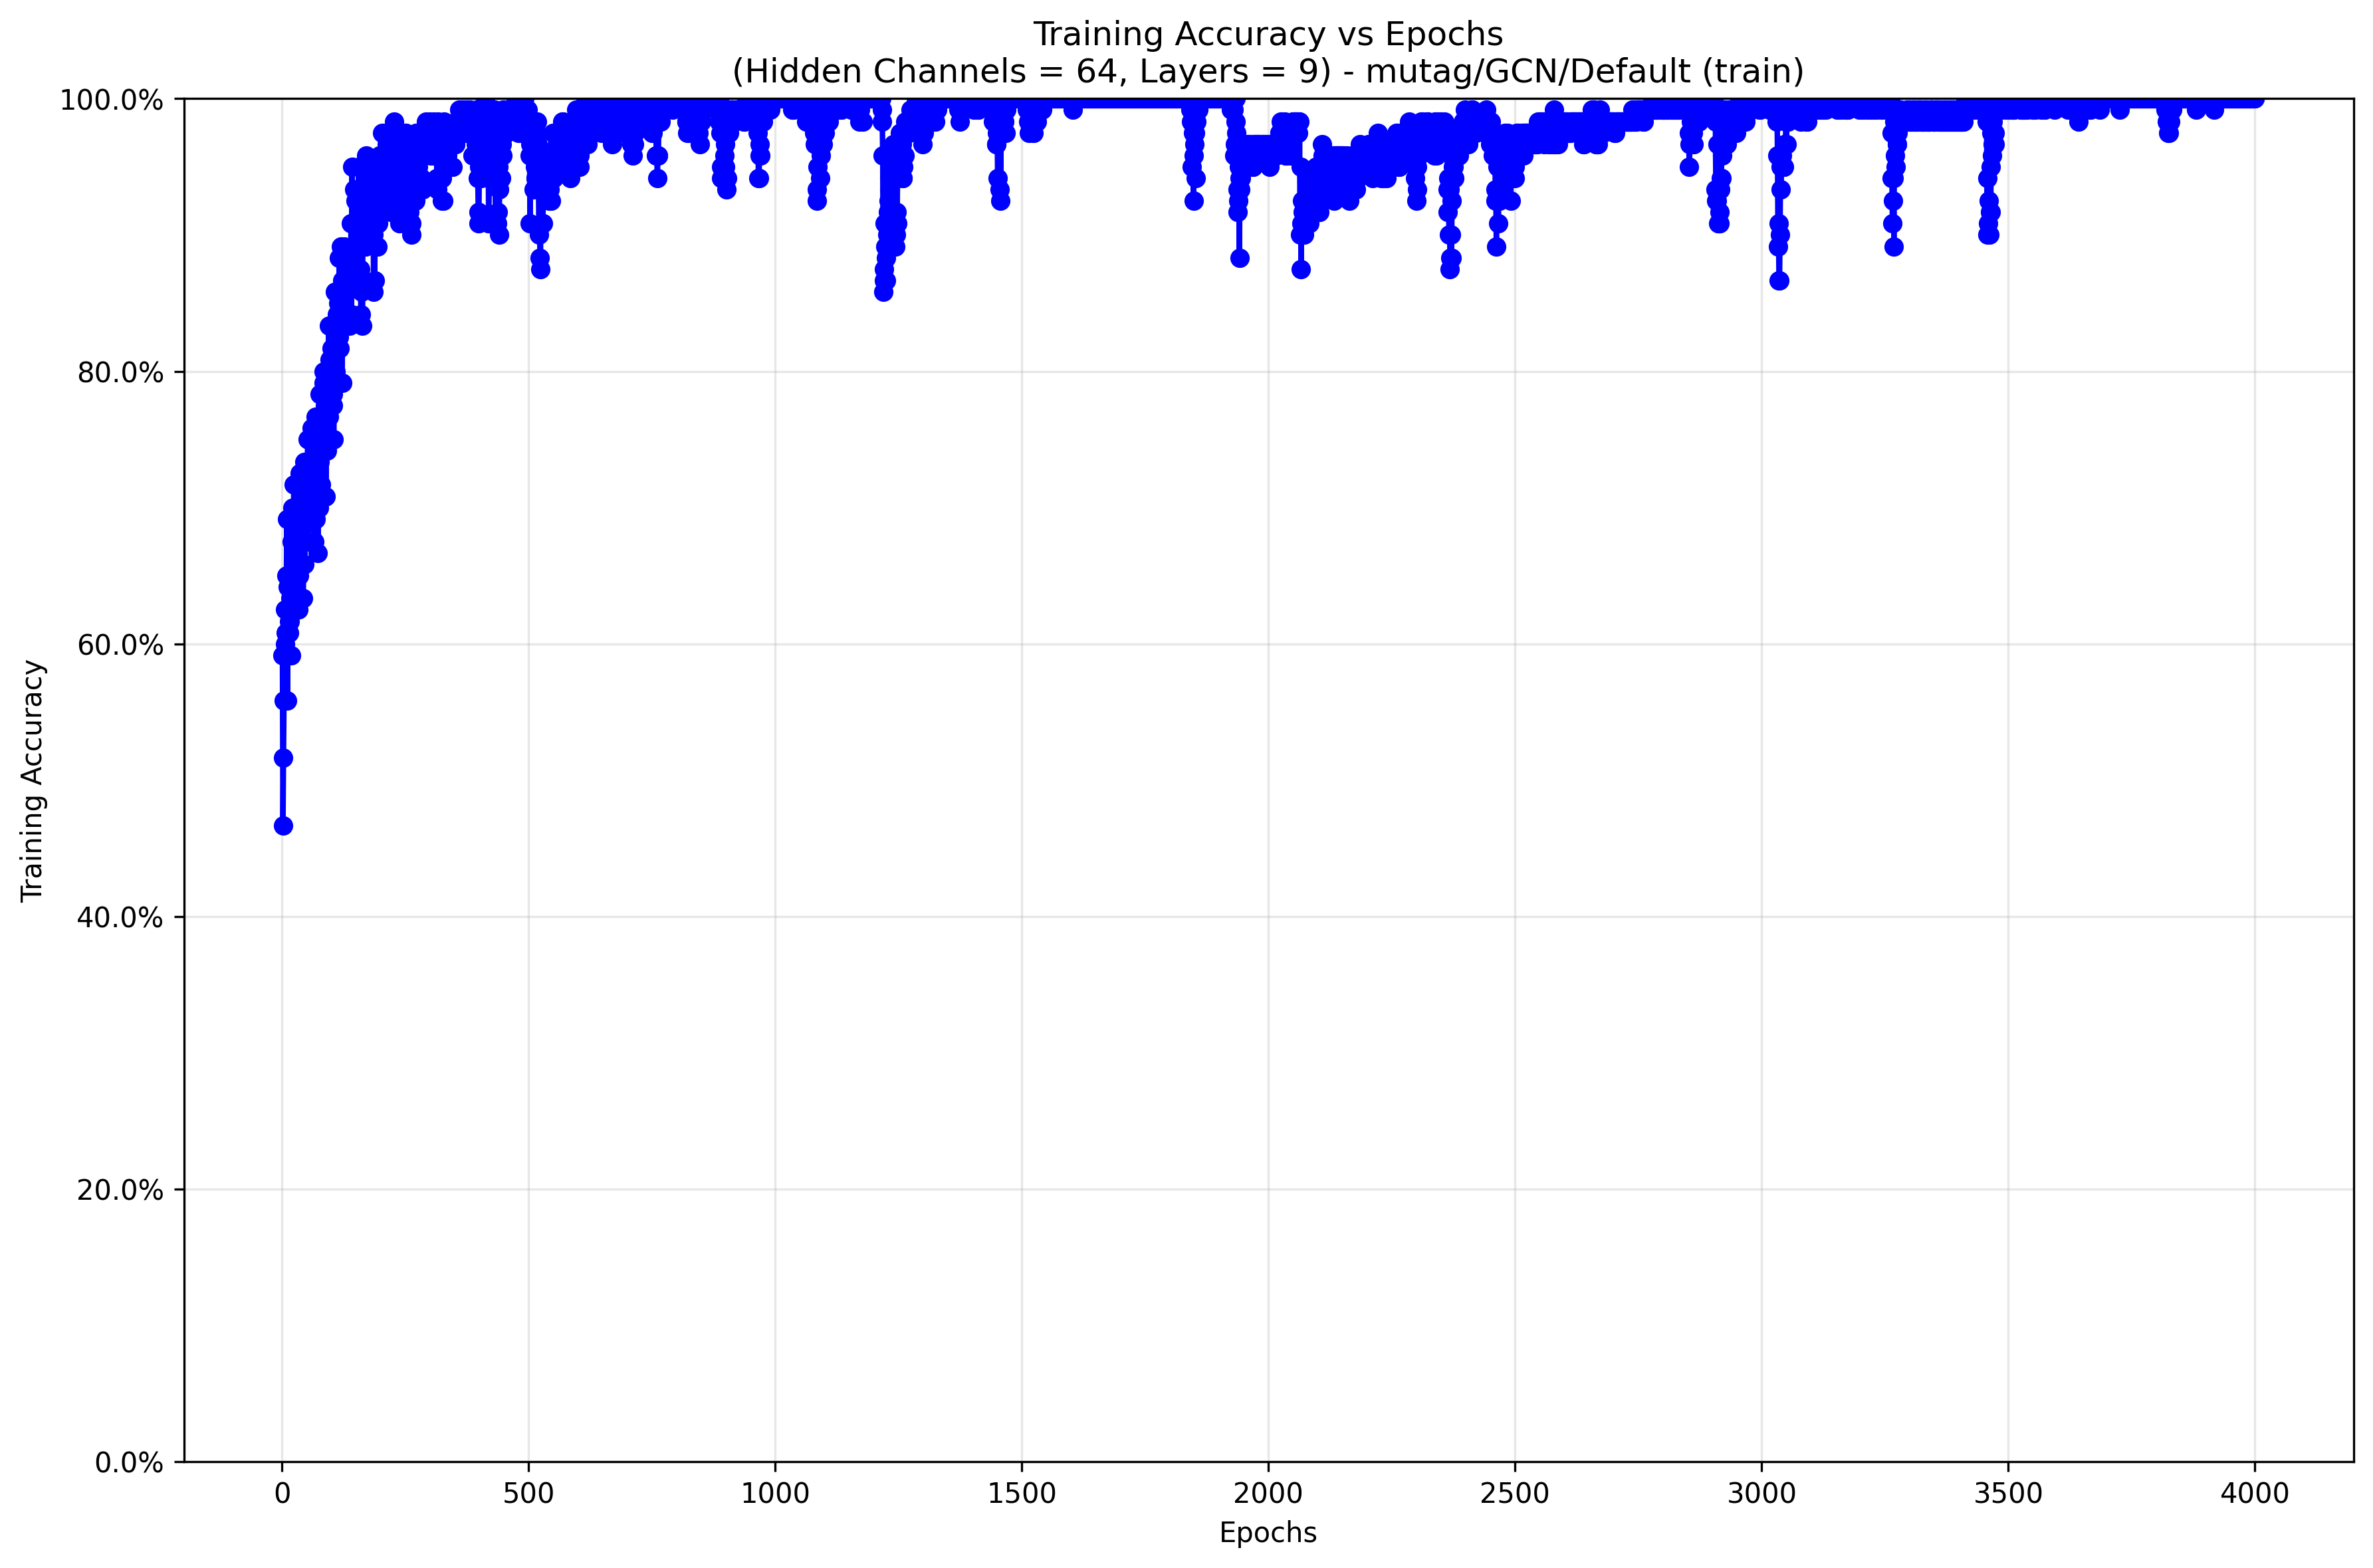 Training Accuracy vs Epochs
(Hidden Channels = 64, Layers = 9) - mutag/GCN/Default (train)
100.0%
80.0%
60.0%
40.0%
20.0%
0.0%
Training Accuracy
0 500 1000 1500 2000 2500 3000 3500 4000
Epochs